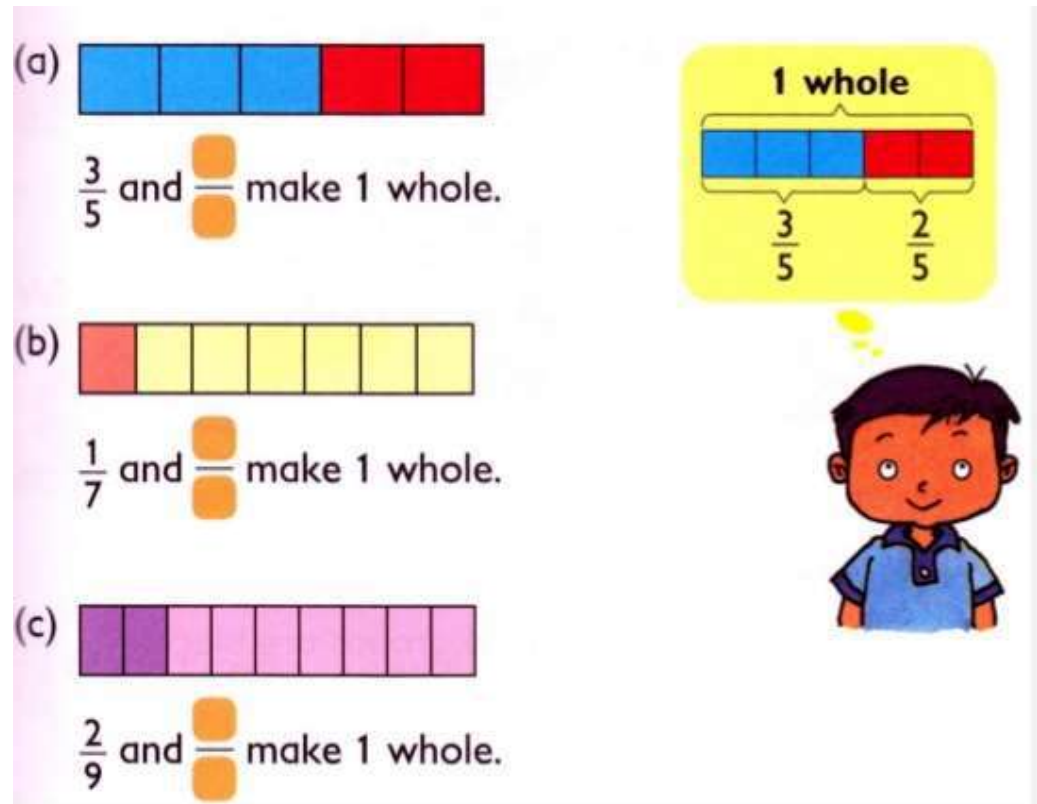 (a)
3/5 and — make 1 whole.
1 whole
3/5 2/5
(b)
1/7 and — make 1 whole.
(c)
2/9 and — make 1 whole.